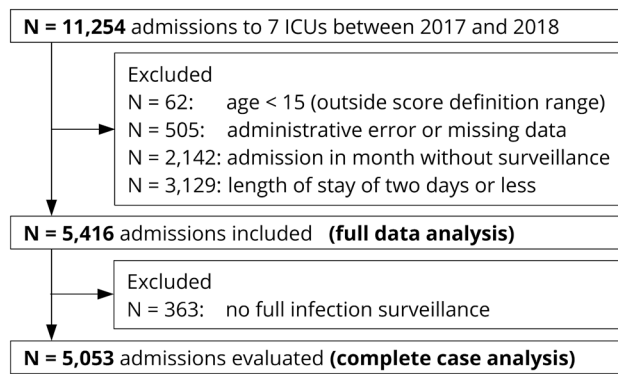 N = 11,254 admissions to 7 ICUs between 2017 and 2018
Excluded
N = 62: age < 15 (outside score definition range)
N = 505: administrative error or missing data
N = 2,142: admission in month without surveillance
N = 3,129: length of stay of two days or less
N = 5,416 admissions included (full data analysis)
Excluded
N = 363: no full infection surveillance
N = 5,053 admissions evaluated (complete case analysis)